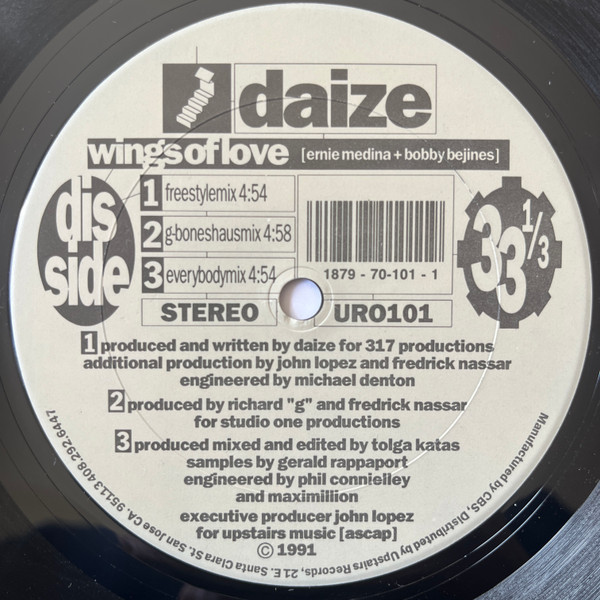 daize
wings of love [ernie medina + bobby bejines]
dis side
1 freestylemix 4:54
2 g-boneshausmix 4:58
3 everybodymix 4:54
1879 - 70-101 - 1
33 1/3
STEREO URO101
1 produced and written by daize for 317 productions
additional production by john lopez and fredrick nassar
engineered by michael denton
2 produced by richard "g" and fredrick nassar
for studio one productions
3 produced mixed and edited by tolga katas
samples by gerald rappaport
engineered by phil connielley
and maximillion
executive producer john lopez
for upstairs music [ascap]
© 1991
Manufactured by CBS, Distributed by Upstairs Records, 21 E. Santa Clara St. San Jose CA. 95113 408.292.6447